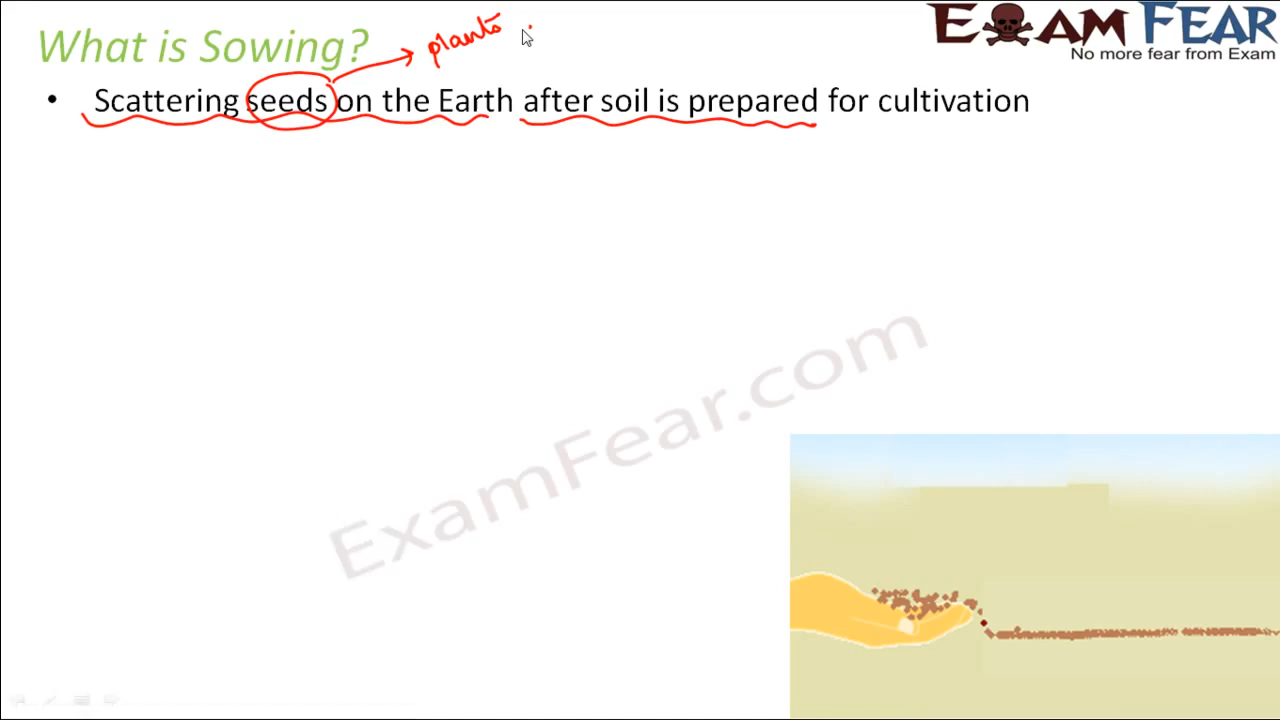 What is Sowing?
plants
EXAM FEAR
No more fear from Exam
• Scattering seeds on the Earth after soil is prepared for cultivation
ExamFear.com